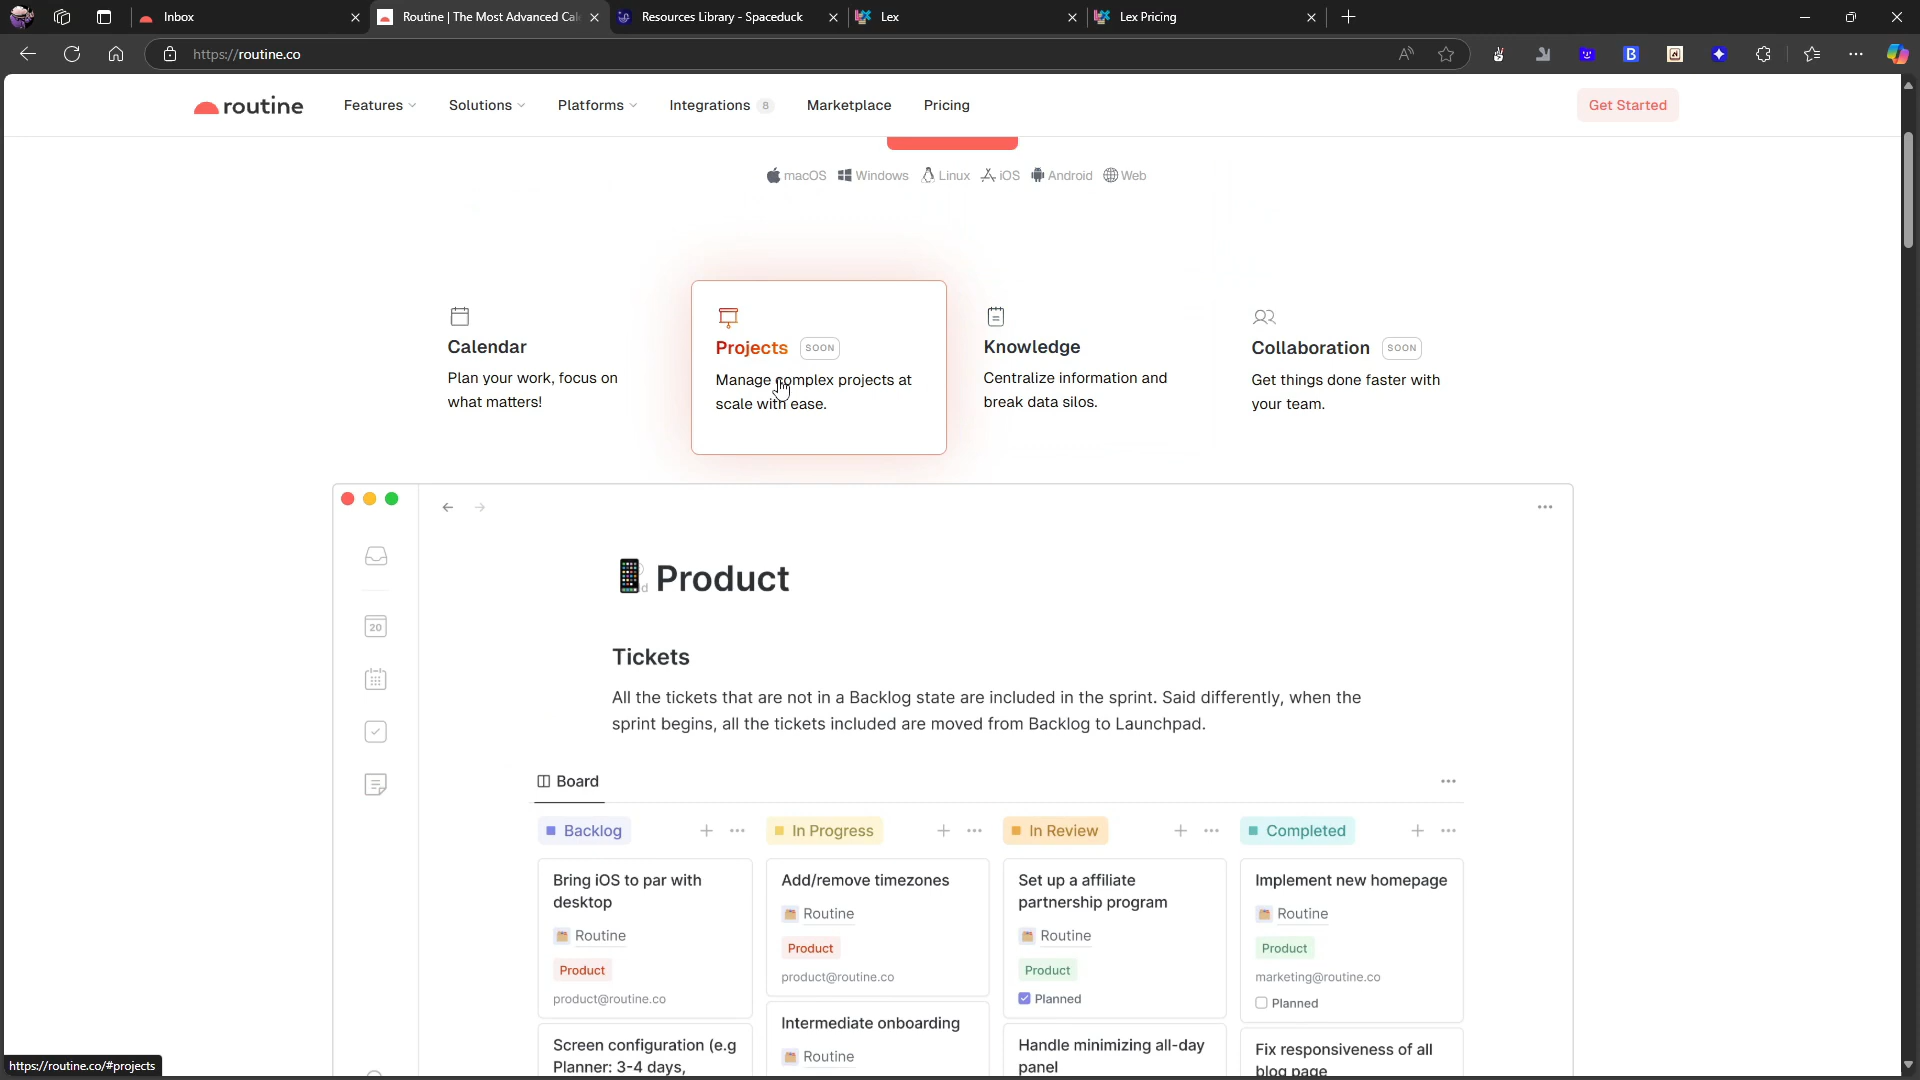 Inbox
Routine | The Most Advanced Cal
Resources Library - Spaceduck
Lex
Lex Pricing
https://routine.co
routine
Features
Solutions
Platforms
Integrations 8
Marketplace
Pricing
Get Started
macOS Windows Linux iOS Android Web
Calendar
Plan your work, focus on
what matters!
Projects SOON
Manage complex projects at
scale with ease.
Knowledge
Centralize information and
break data silos.
Collaboration SOON
Get things done faster with
your team.
20
Product
Tickets
All the tickets that are not in a Backlog state are included in the sprint. Said differently, when the
sprint begins, all the tickets included are moved from Backlog to Launchpad.
Board
Backlog
Bring iOS to par with
desktop
Routine
Product
product@routine.co
Screen configuration (e.g
Planner: 3-4 days,
In Progress
Add/remove timezones
Routine
Product
product@routine.co
Intermediate onboarding
Routine
In Review
Set up a affiliate
partnership program
Routine
Product
Planned
Handle minimizing all-day
panel
Completed
Implement new homepage
Routine
Product
marketing@routine.co
Planned
Fix responsiveness of all
blog page
https://routine.co/#projects